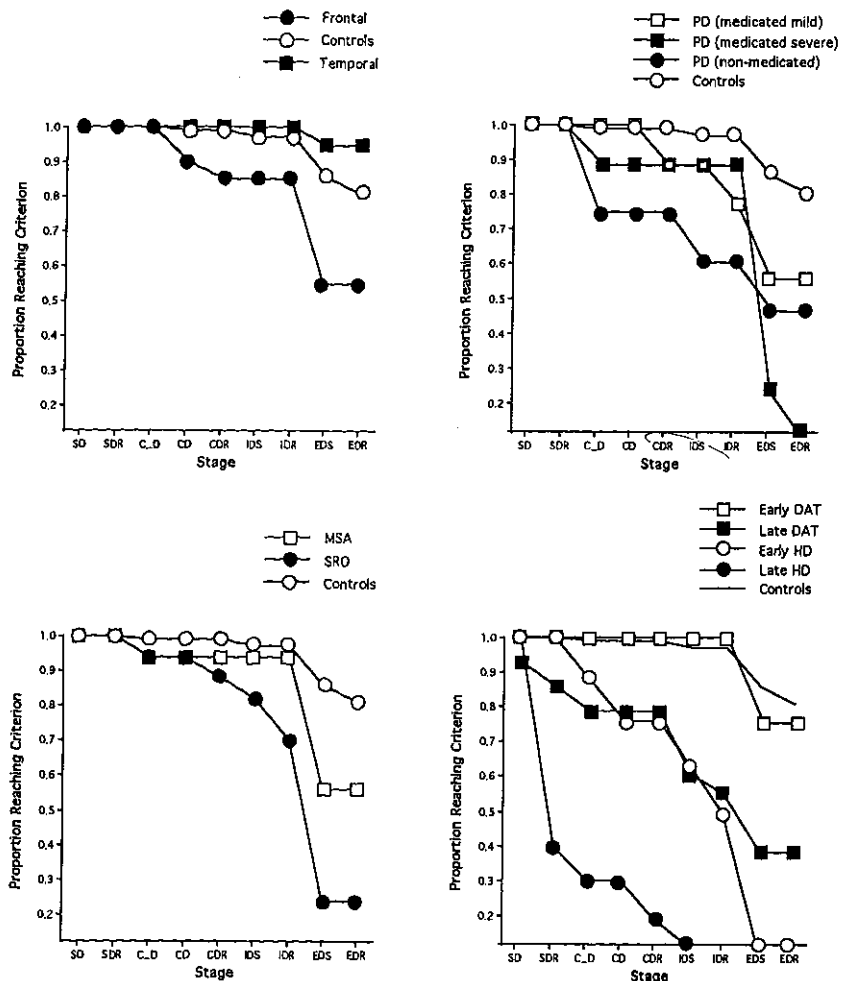 Frontal
Controls
Temporal
Proportion Reaching Criterion
1.0
0.9
0.8
0.7
0.6
0.5
0.4
0.3
0.2
SD SDR C_D CD CDR IDS IDR EDS EDR
Stage
PD (medicated mild)
PD (medicated severe)
PD (non-medicated)
Controls
Proportion Reaching Criterion
1.0
0.9
0.8
0.7
0.6
0.5
0.4
0.3
0.2
SD SDR C_D CD CDR IDS IDR EDS EDR
Stage
MSA
SRO
Controls
Proportion Reaching Criterion
1.0
0.9
0.8
0.7
0.6
0.5
0.4
0.3
0.2
SD SDR C_D CD CDR IDS IDR EDS EDR
Stage
Early DAT
Late DAT
Early HD
Late HD
Controls
Proportion Reaching Criterion
1.0
0.9
0.8
0.7
0.6
0.5
0.4
0.3
0.2
SD SDR C_D CD CDR IDS IDR EDS EDR
Stage